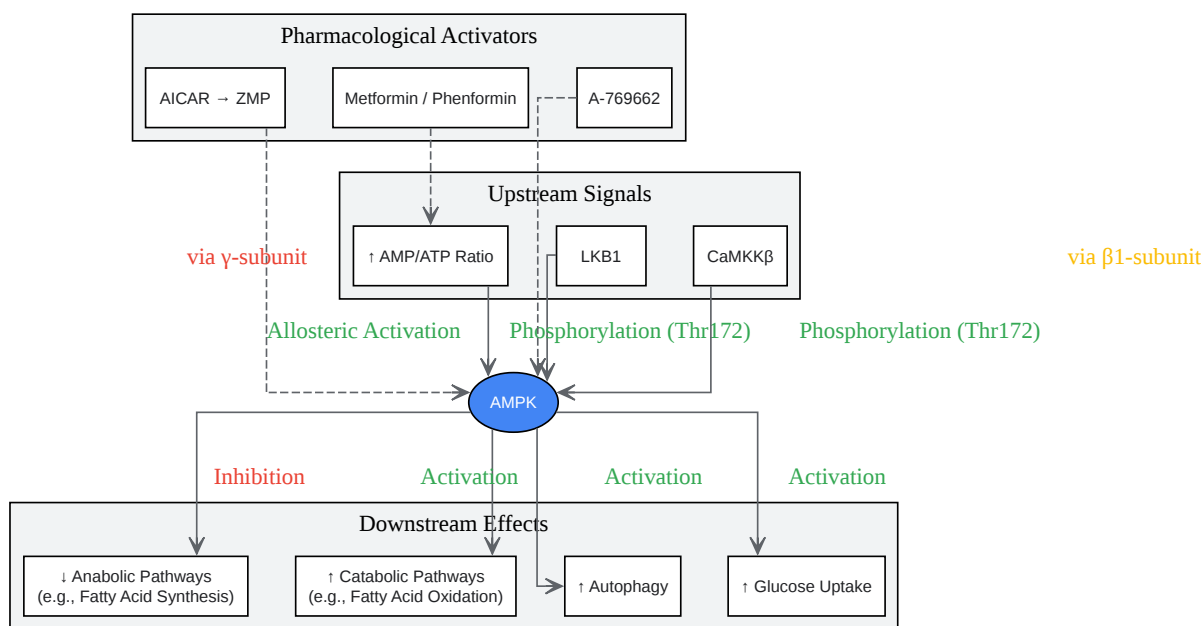 Pharmacological Activators
AICAR → ZMP
Metformin / Phenformin
A-769662
Upstream Signals
via γ-subunit
↑ AMP/ATP Ratio
LKB1
CaMKKβ
via β1-subunit
Allosteric Activation
Phosphorylation (Thr172)
Phosphorylation (Thr172)
AMPK
Inhibition
Activation
Activation
Activation
Downstream Effects
↓ Anabolic Pathways
(e.g., Fatty Acid Synthesis)
↑ Catabolic Pathways
(e.g., Fatty Acid Oxidation)
↑ Autophagy
↑ Glucose Uptake